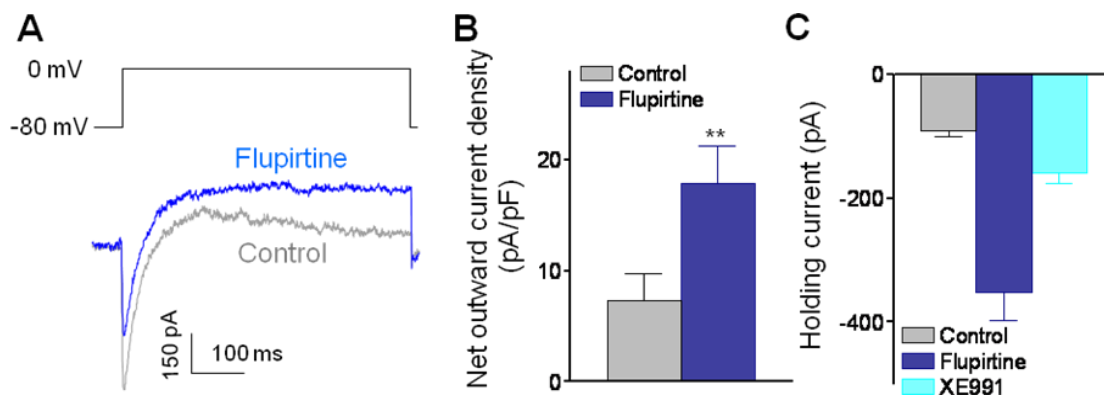 A
0 mV
-80 mV
Flupirtine
Control
150 pA
100 ms
B
Net outward current density
(pA/pF)
20
10
0
Control
Flupirtine
**
C
Holding current (pA)
0
-200
-400
Control
Flupirtine
XE991